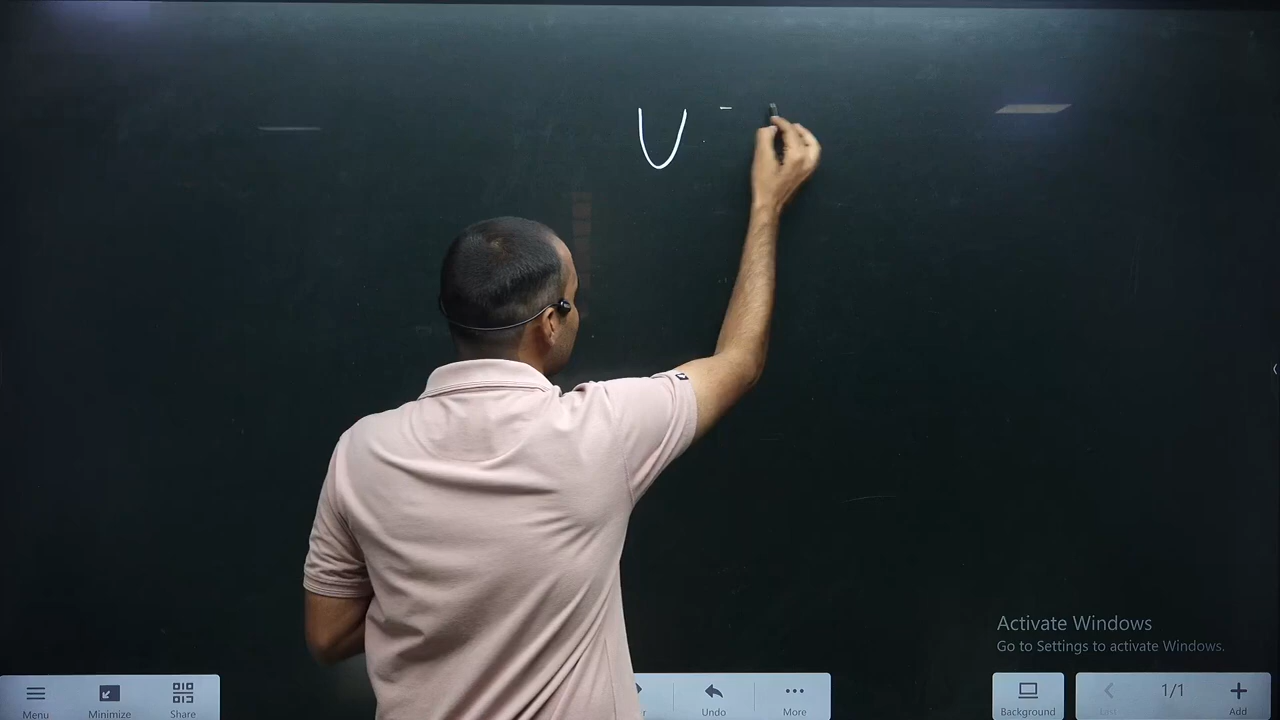 U -
Activate Windows
Go to Settings to activate Windows.
Menu
Minimize
Share
Undo
More
Background
1/1
Add